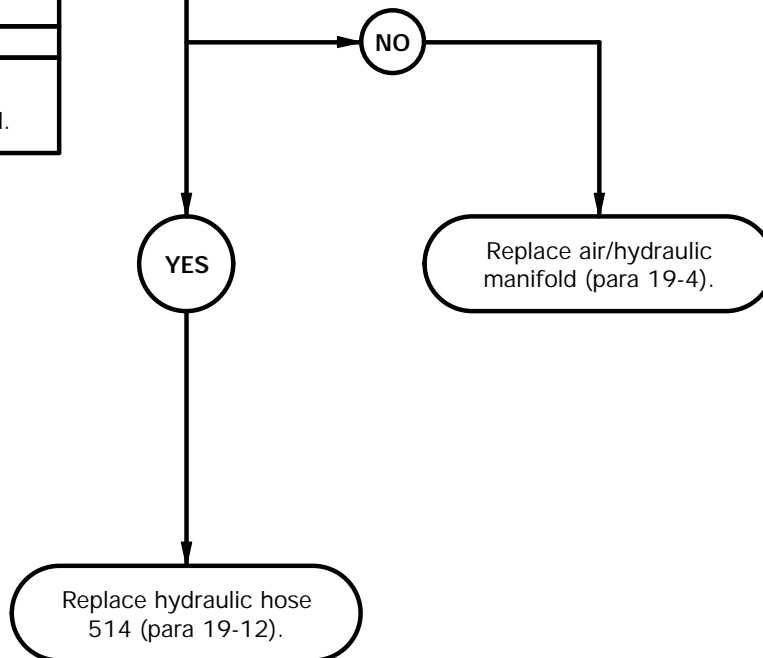 NO
YES
Replace air/hydraulic
manifold (para 19-4).
Replace hydraulic hose
514 (para 19-12).